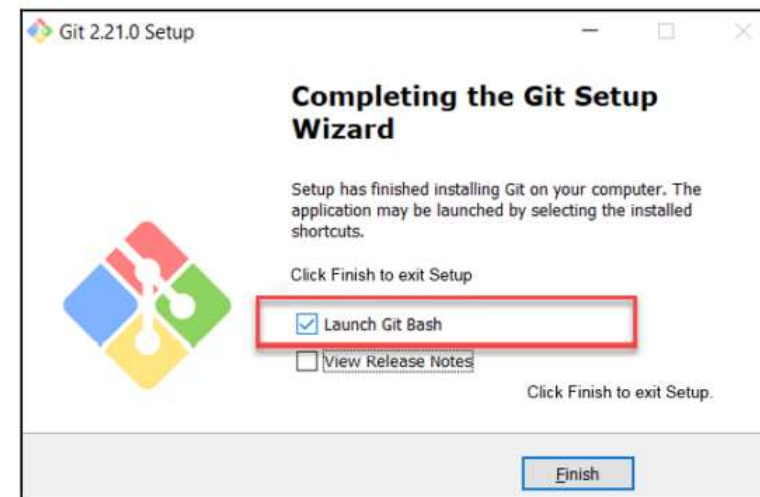 Git 2.21.0 Setup
Completing the Git Setup
Wizard
Setup has finished installing Git on your computer. The
application may be launched by selecting the installed
shortcuts.
Click Finish to exit Setup
Launch Git Bash
View Release Notes
Click Finish to exit Setup.
Finish